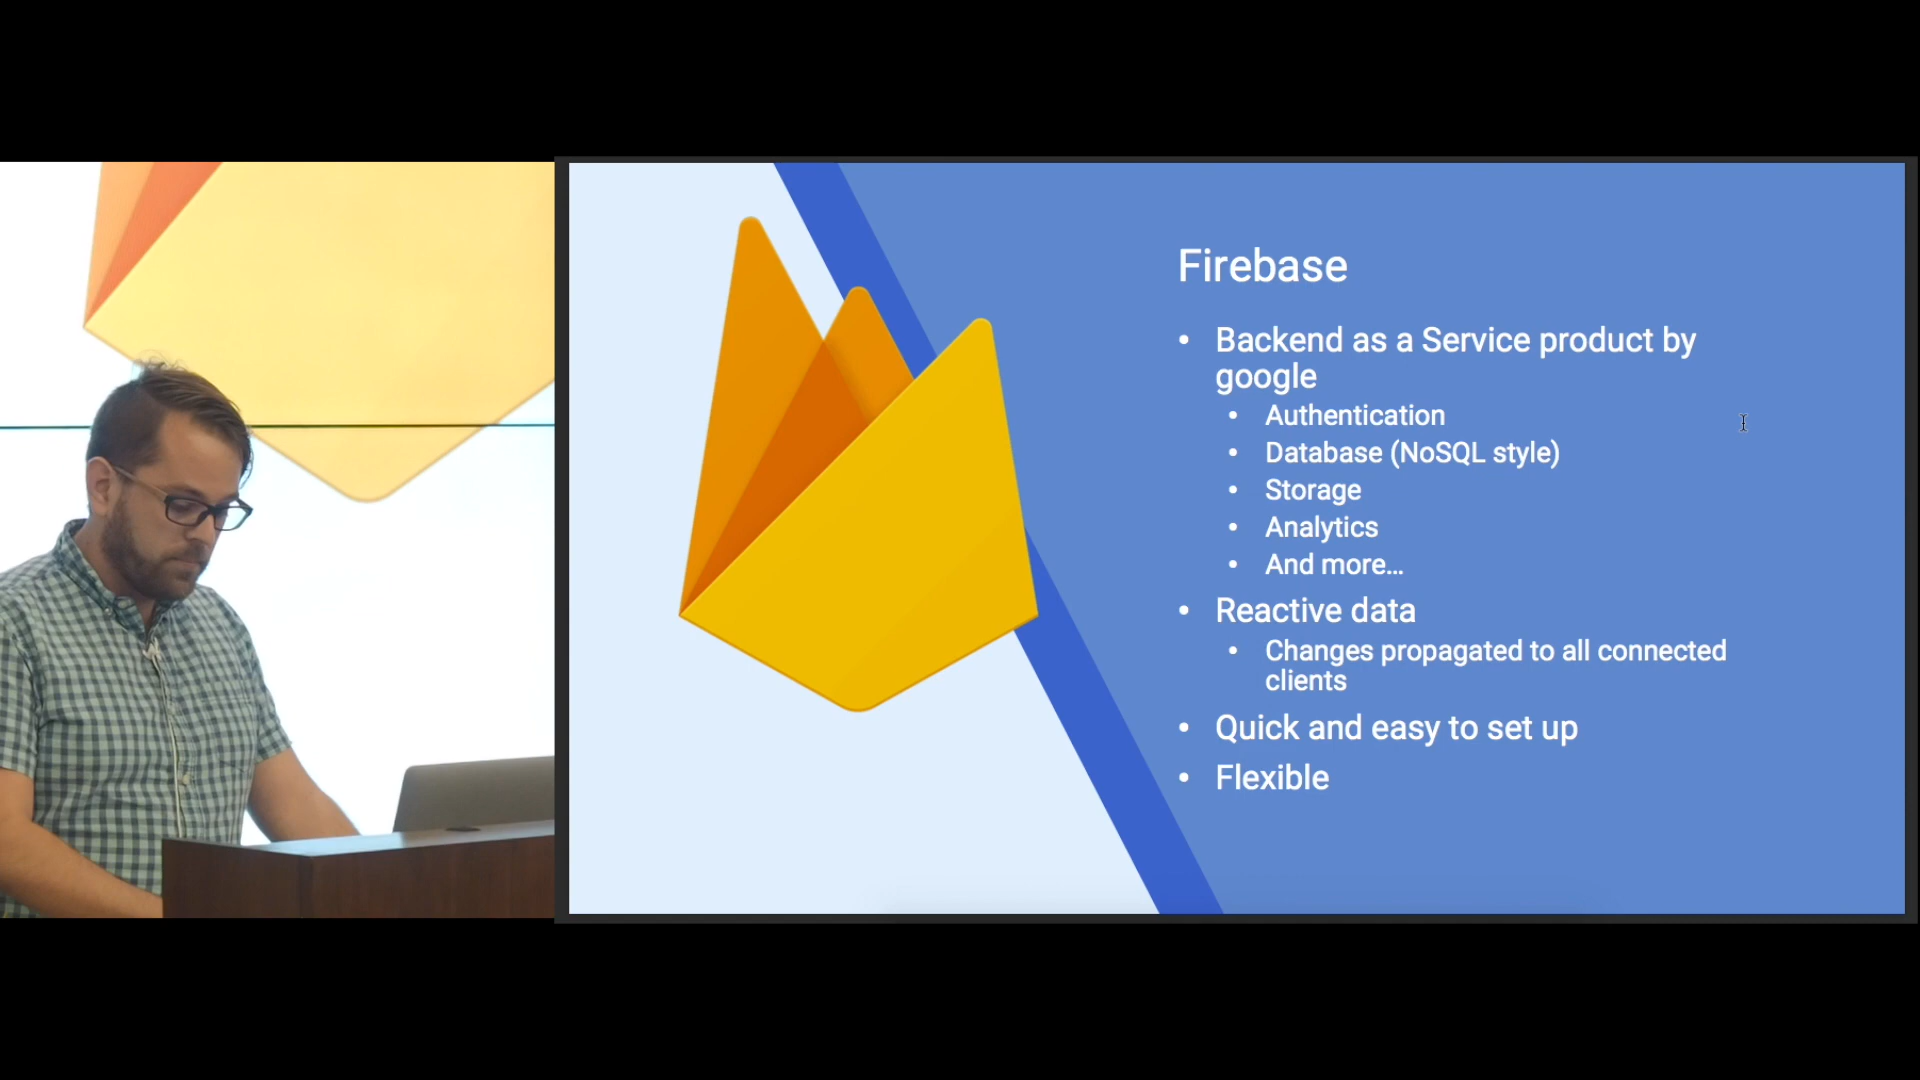 Firebase
• Backend as a Service product by
google
• Authentication
• Database (NoSQL style)
• Storage
• Analytics
• And more...
• Reactive data
• Changes propagated to all connected
clients
• Quick and easy to set up
• Flexible